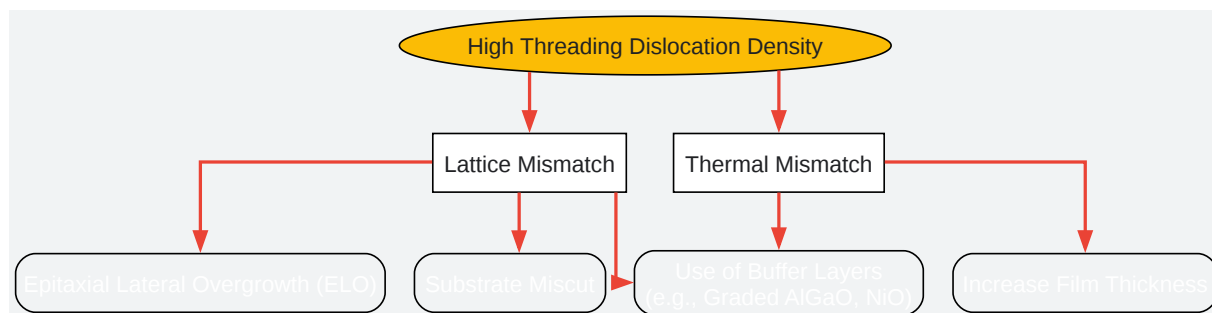 High Threading Dislocation Density
Lattice Mismatch
Thermal Mismatch
Epitaxial Lateral Overgrowth (ELO)
Substrate Miscut
Use of Buffer Layers
(e.g., Graded AlGaO, NiO)
Increase Film Thickness